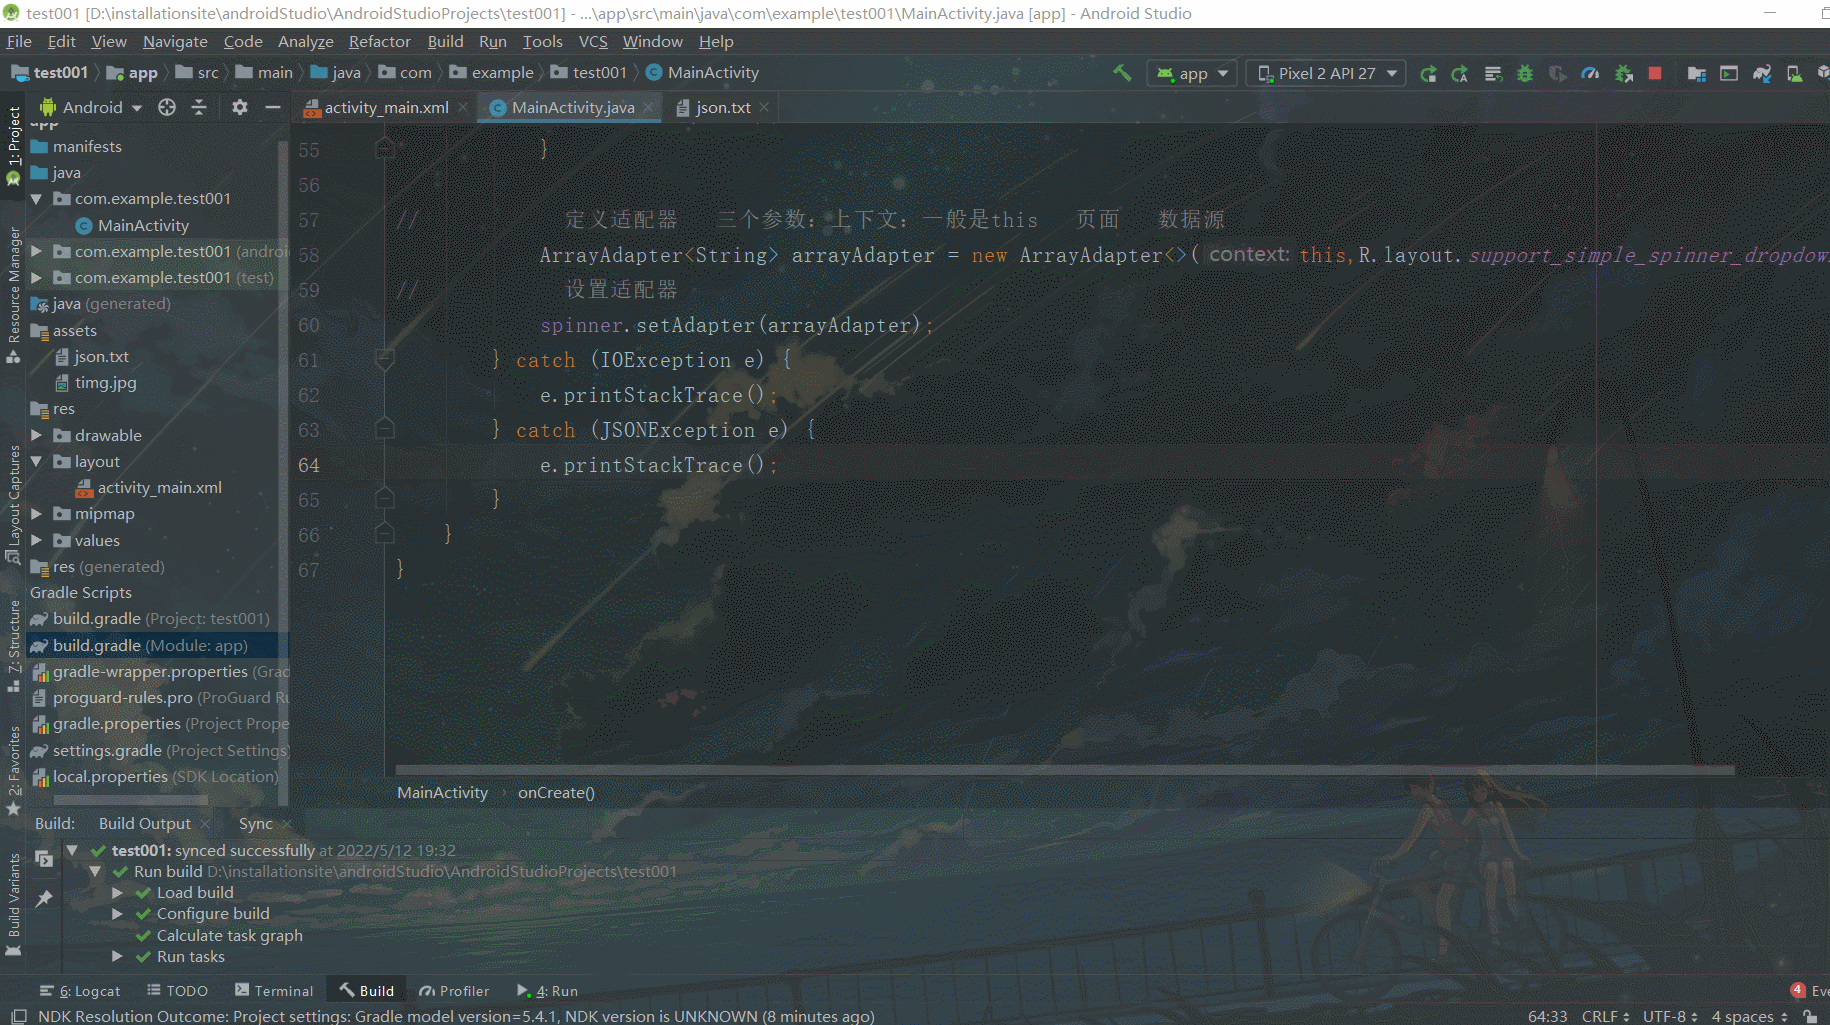 test001 [D:\installationsite\androidStudio\AndroidStudioProjects\test001] - ...\app\src\main\java\com\example\test001\MainActivity.java [app] - Android Studio
File Edit View Navigate Code Analyze Refactor Build Run Tools VCS Window Help
test001 app src main java com example test001 MainActivity app Pixel 2 API 27
Android activity_main.xml MainActivity.java json.txt
1: Project
Resource Manager
Layout Captures
7: Structure
2: Favorites
Build Variants
app
manifests
java
com.example.test001
MainActivity
com.example.test001 (androi
com.example.test001 (test)
java (generated)
assets
json.txt
timg.jpg
res
drawable
layout
activity_main.xml
mipmap
values
res (generated)
Gradle Scripts
build.gradle (Project: test001)
build.gradle (Module: app)
gradle-wrapper.properties (Grad
proguard-rules.pro (ProGuard Ru
gradle.properties (Project Prope
settings.gradle (Project Settings)
local.properties (SDK Location)
55 }
56
57 // 定义适配器 三个参数：上下文：一般是this 页面 数据源
58 ArrayAdapter<String> arrayAdapter = new ArrayAdapter<>( context: this,R.layout.support_simple_spinner_dropdow
59 // 设置适配器
60 spinner.setAdapter(arrayAdapter);
61 } catch (IOException e) {
62 e.printStackTrace();
63 } catch (JSONException e) {
64 e.printStackTrace();
65 }
66 }
67 }
MainActivity › onCreate()
Build: Build Output Sync
test001: synced successfully at 2022/5/12 19:32
Run build D:\installationsite\androidStudio\AndroidStudioProjects\test001
Load build
Configure build
Calculate task graph
Run tasks
6: Logcat TODO Terminal Build Profiler 4: Run 4 Eve
NDK Resolution Outcome: Project settings: Gradle model version=5.4.1, NDK version is UNKNOWN (8 minutes ago) 64:33 CRLF UTF-8 4 spaces